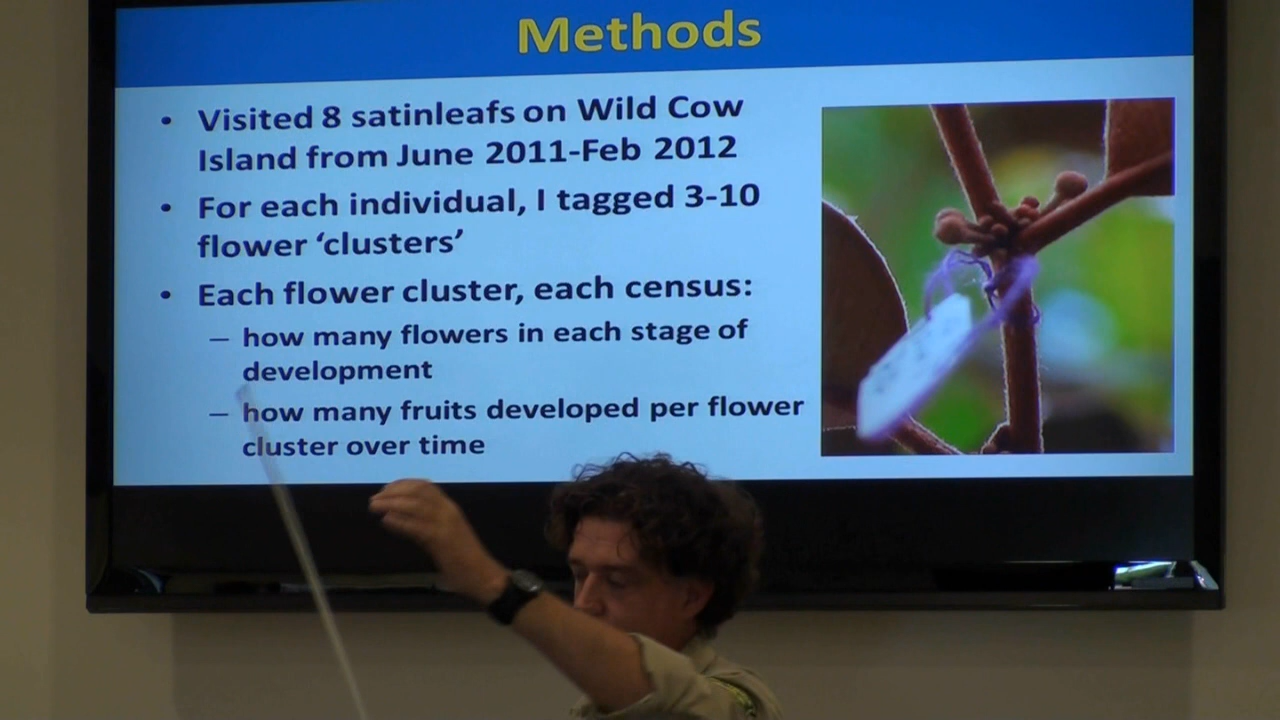 Methods
• Visited 8 satinleafs on Wild Cow
Island from June 2011-Feb 2012
• For each individual, I tagged 3-10
flower ‘clusters’
• Each flower cluster, each census:
– how many flowers in each stage of
development
– how many fruits developed per flower
cluster over time